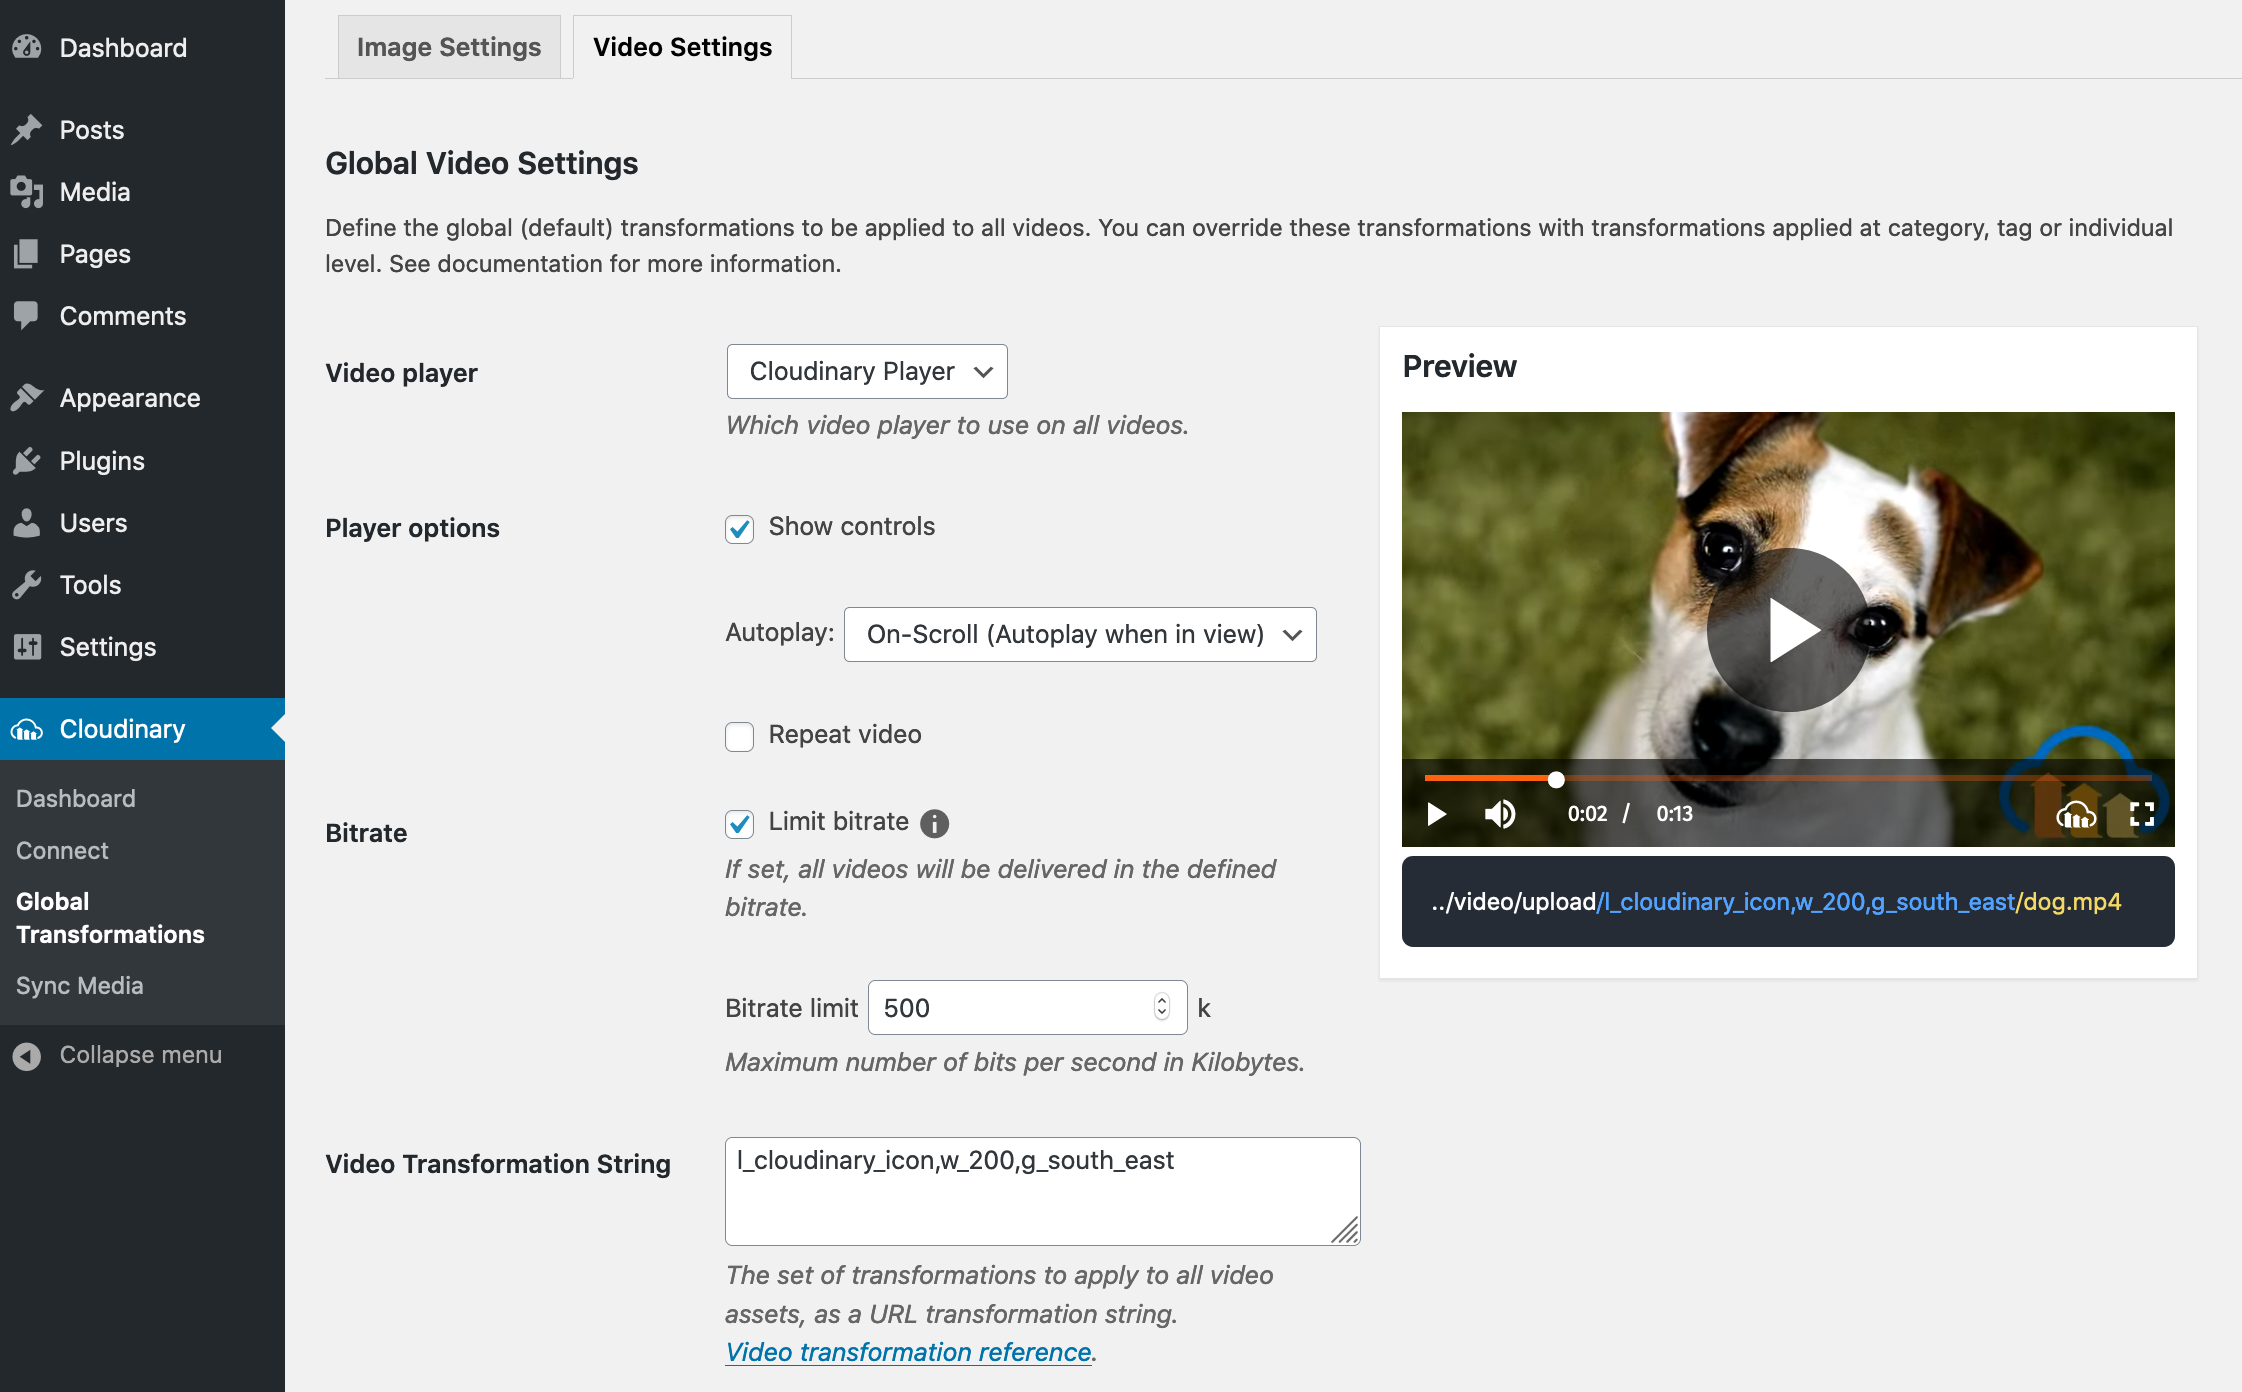 Dashboard
Posts
Media
Pages
Comments
Appearance
Plugins
Users
Tools
Settings
Cloudinary
Dashboard
Connect
Global
Transformations
Sync Media
Collapse menu
Image Settings
Video Settings
Global Video Settings
Define the global (default) transformations to be applied to all videos. You can override these transformations with transformations applied at category, tag or individual
level. See documentation for more information.
Video player
Cloudinary Player
Which video player to use on all videos.
Player options
Show controls
Autoplay: On-Scroll (Autoplay when in view)
Repeat video
Bitrate
Limit bitrate
If set, all videos will be delivered in the defined
bitrate.
Bitrate limit 500 k
Maximum number of bits per second in Kilobytes.
Video Transformation String
l_cloudinary_icon,w_200,g_south_east
The set of transformations to apply to all video
assets, as a URL transformation string.
Video transformation reference.
Preview
0:02 / 0:13
../video/upload/l_cloudinary_icon,w_200,g_south_east/dog.mp4